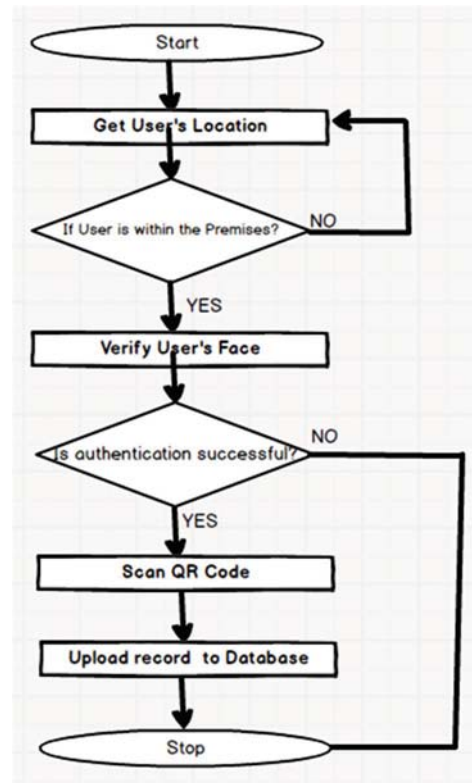 Start
Get User's Location
If User is within the Premises?
NO
YES
Verify User's Face
Is authentication successful?
NO
YES
Scan QR Code
Upload record to Database
Stop